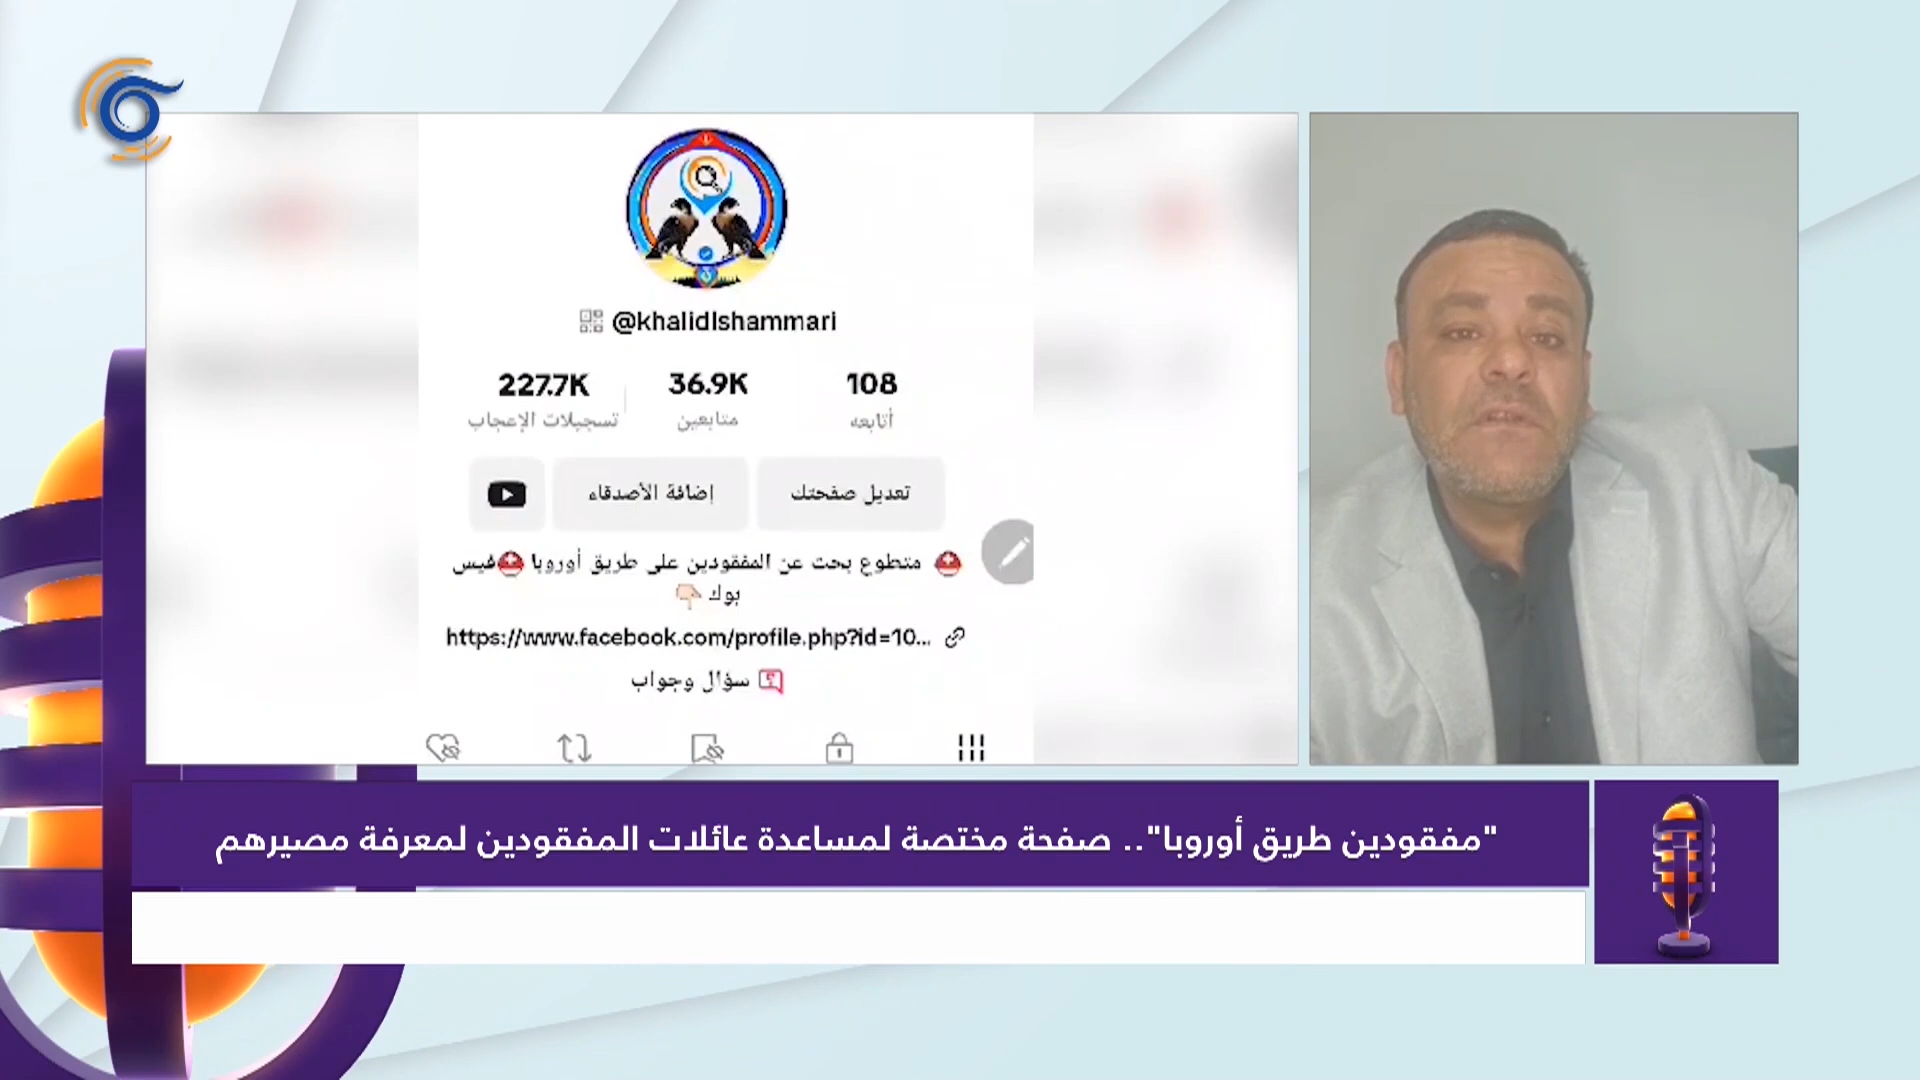 @khalidlshammari
108
36.9K
227.7K
أتابعه
متابعين
تسجيلات الإعجاب
تعديل صفحتك
إضافة الأصدقاء
متطوع بحت عن المفقودين على طريق أوروبا فيس
بوك
https://www.facebook.com/profile.php?id=10...
سؤال وجواب
"مفقودين طريق أوروبا".. صفحة مختصة لمساعدة عائلات المفقودين لمعرفة مصيرهم